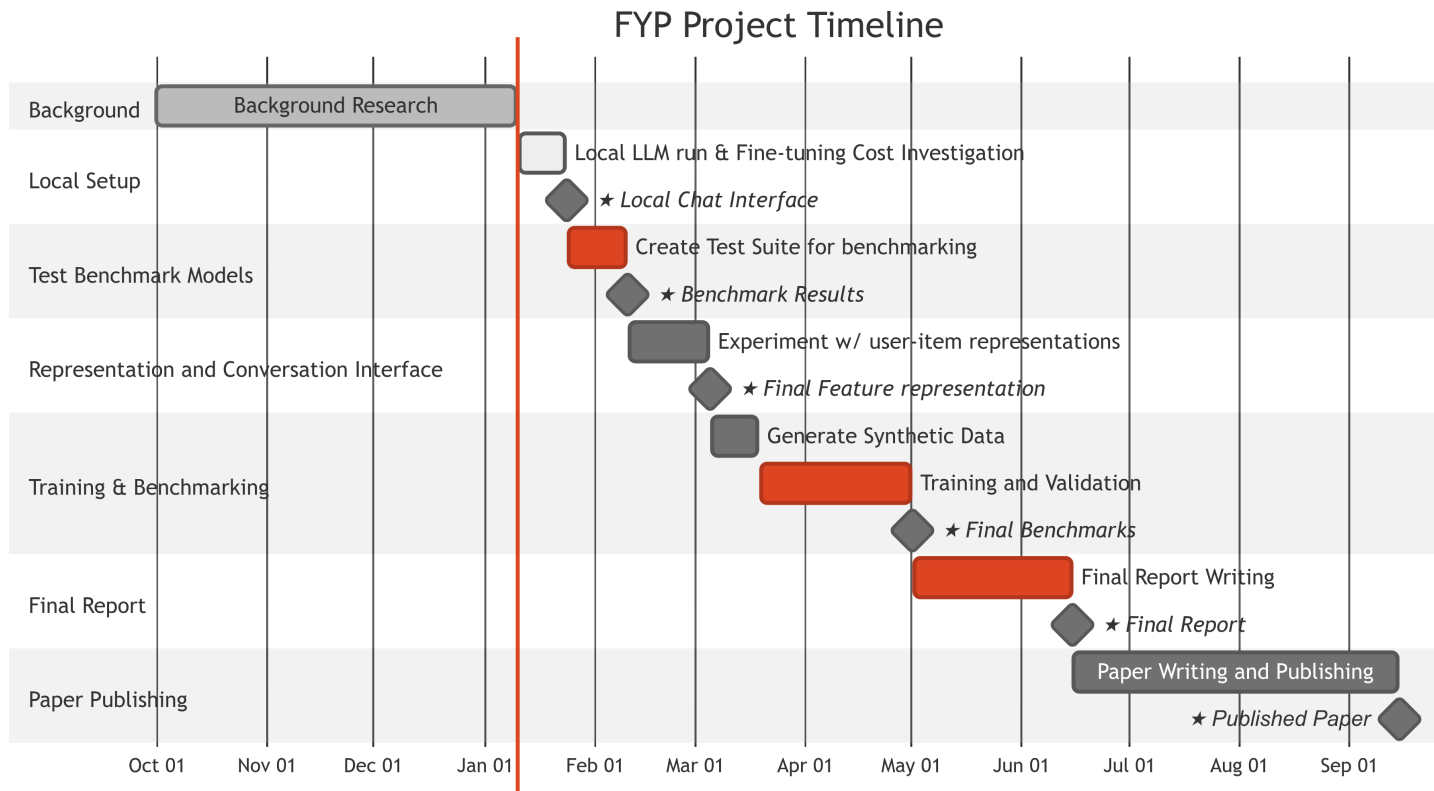 FYP Project Timeline
Background
Background Research
Local Setup
Local LLM run & Fine-tuning Cost Investigation
★ Local Chat Interface
Test Benchmark Models
Create Test Suite for benchmarking
★ Benchmark Results
Representation and Conversation Interface
Experiment w/ user-item representations
★ Final Feature representation
Training & Benchmarking
Generate Synthetic Data
Training and Validation
★ Final Benchmarks
Final Report
Final Report Writing
★ Final Report
Paper Publishing
Paper Writing and Publishing
★ Published Paper
Oct 01 Nov 01 Dec 01 Jan 01 Feb 01 Mar 01 Apr 01 May 01 Jun 01 Jul 01 Aug 01 Sep 01